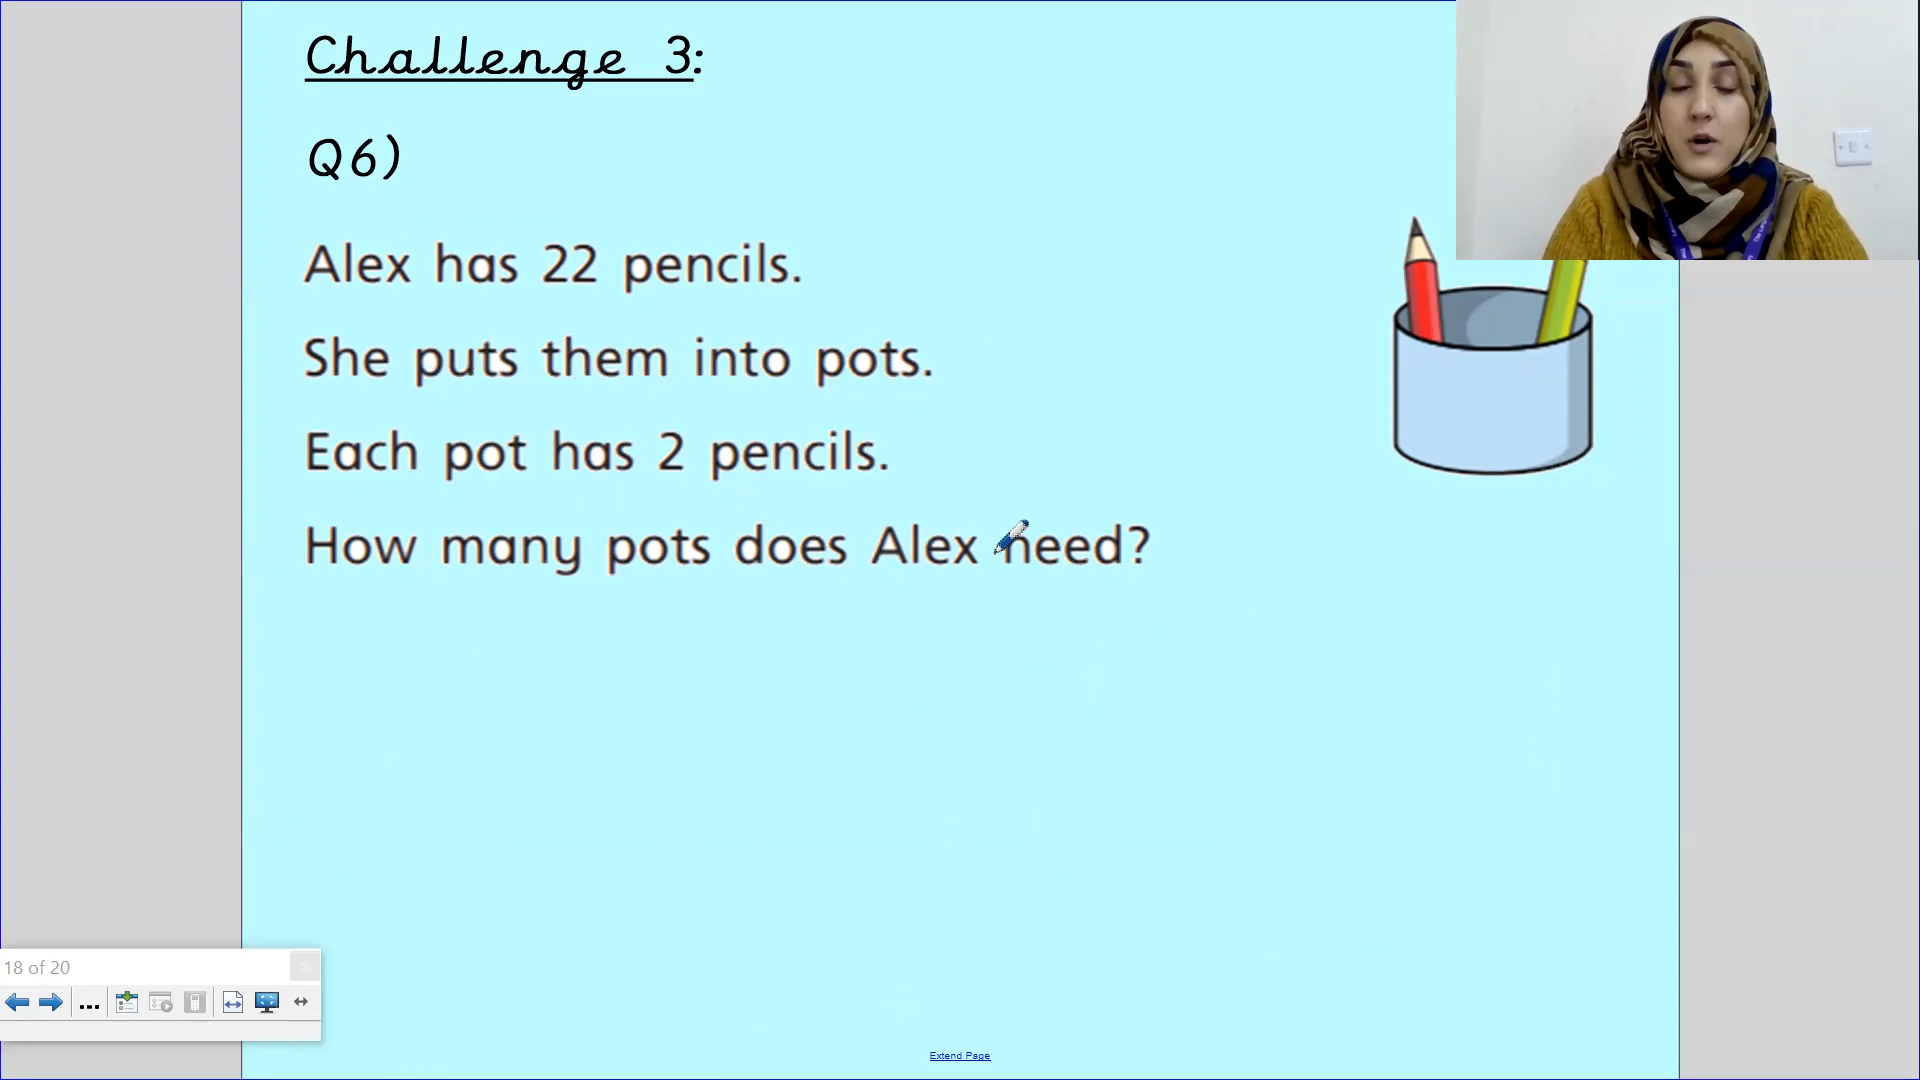 Challenge 3:
Q6)
Alex has 22 pencils.
She puts them into pots.
Each pot has 2 pencils.
How many pots does Alex need?
18 of 20
Extend Page